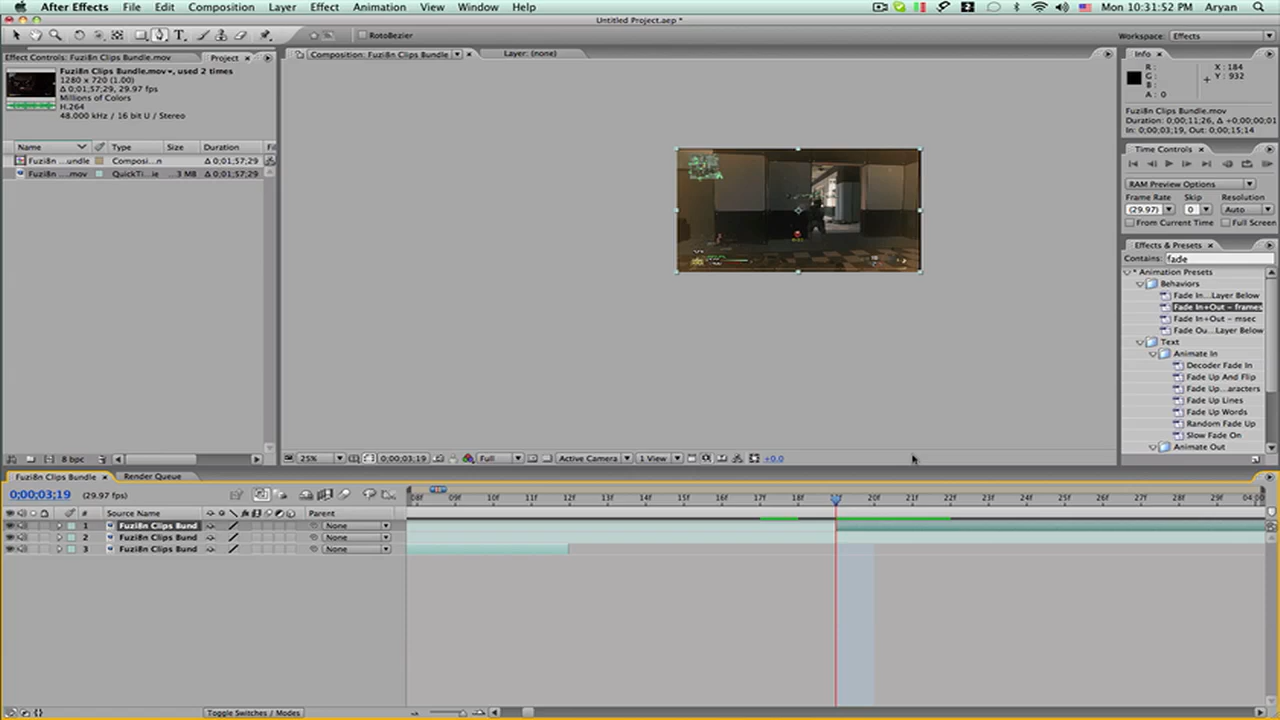 After Effects File Edit Composition Layer Effect Animation View Window Help Mon 10:31:52 PM Aryan
Untitled Project.aep *
RotoBezier Workspace: Effects
Effect Controls: Fuzi8n Clips Bundle.mov Project
Fuzi8n Clips Bundle.mov, used 2 times
1280 x 720 (1.00)
Δ 0;01;57;29, 29.97 fps
Millions of Colors
H.264
48.000 kHz / 16 bit U / Stereo
Name Type Size Duration Fi
Fuzi8n ...undle Composi...n Δ 0;01;57;29
Fuzi8n ....mov QuickTi...ie ...3 MB Δ 0;01;57;29
8 bpc
Composition: Fuzi8n Clips Bundle Layer: (none)
25% 0;00;03;19 Full Active Camera 1 View +0.0
Info
R: X: 184
G: Y: 932
B:
A: 0
Fuzi8n Clips Bundle.mov
Duration: 0;00;11;26, Δ +0;00;00;01
In: 0;00;03;19, Out: 0;00;15;14
Time Controls
RAM Preview Options
Frame Rate Skip Resolution
(29.97) 0 Auto
From Current Time Full Screen
Effects & Presets
Contains: fade
* Animation Presets
Behaviors
Fade In...Layer Below
Fade In+Out - frames
Fade In+Out - msec
Fade Ou...Layer Below
Text
Animate In
Decoder Fade In
Fade Up And Flip
Fade Up...aracters
Fade Up Lines
Fade Up Words
Random Fade Up
Slow Fade On
Animate Out
Fuzi8n Clips Bundle Render Queue
0;00;03;19 (29.97 fps)
08f 09f 10f 11f 12f 13f 14f 15f 16f 17f 18f 19f 20f 21f 22f 23f 24f 25f 26f 27f 28f 29f 04;00
# Source Name Parent
1 Fuzi8n Clips Bund None
2 Fuzi8n Clips Bund None
3 Fuzi8n Clips Bund None
Toggle Switches / Modes